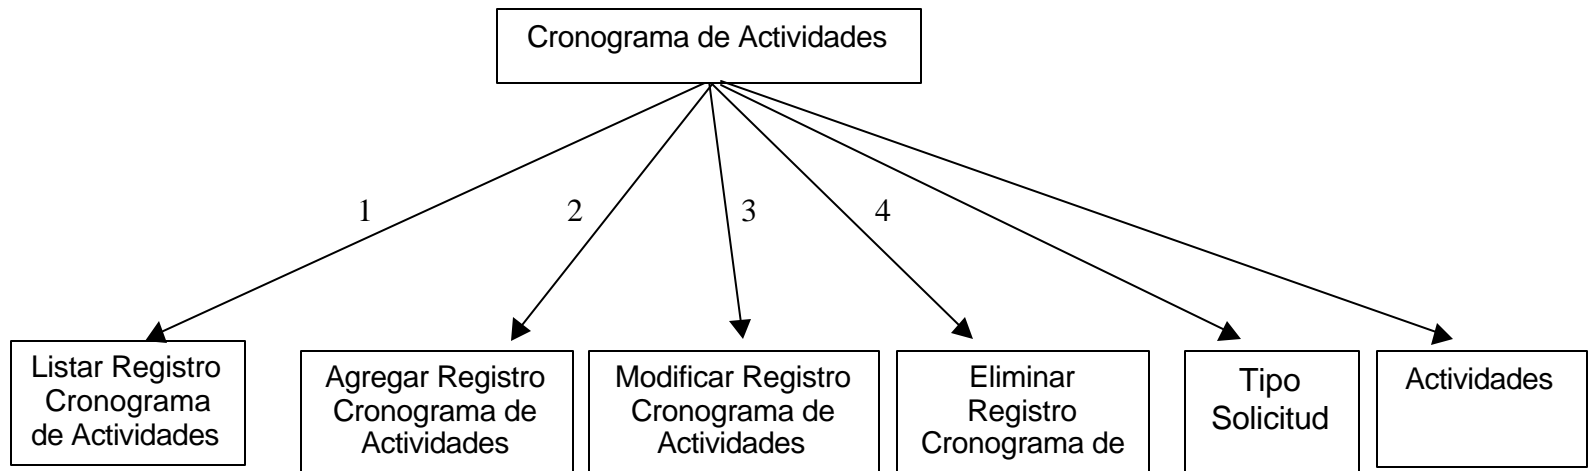 Cronograma de Actividades
1
2
3
4
Listar Registro
Cronograma
de Actividades
Agregar Registro
Cronograma de
Actividades
Modificar Registro
Cronograma de
Actividades
Eliminar
Registro
Cronograma de
Tipo
Solicitud
Actividades